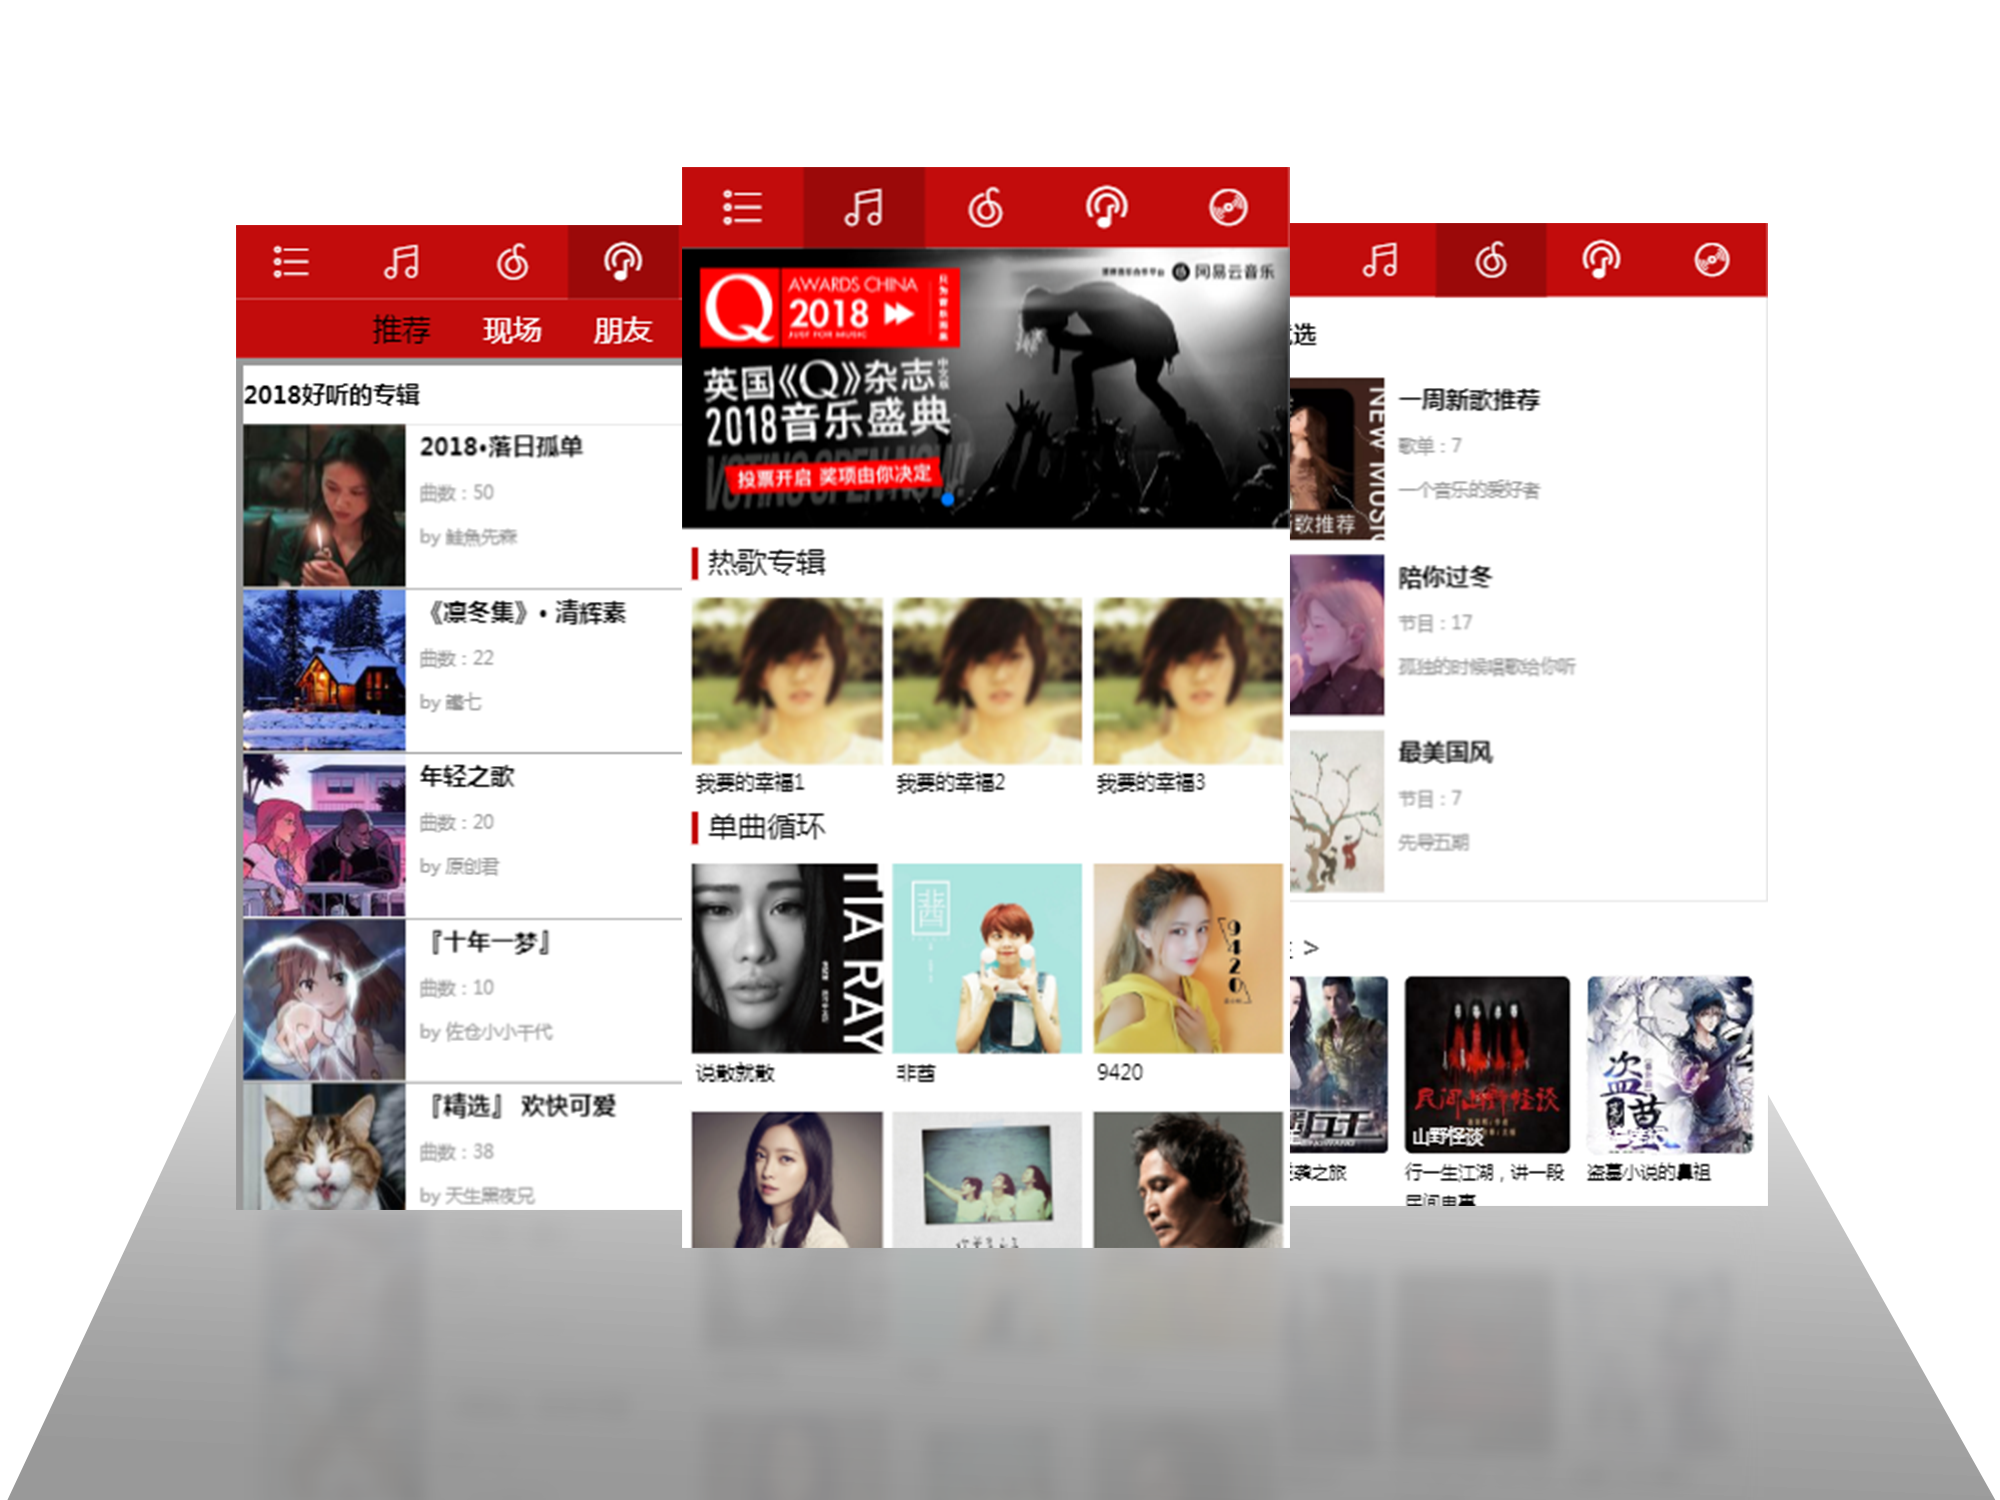 推荐 现场 朋友
2018好听的专辑
2018•落日孤单
曲数：50
by 鲑魚先森
《凛冬集》• 清辉素
曲数：22
by 七
年轻之歌
曲数：20
by 原创君
『十年一梦』
曲数：10
by 佐仓小小千代
『精选』 欢快可爱
曲数：38
by 天生黑夜兄
网易云音乐
Q AWARDS CHINA
2018
JUST FOR MUSIC
英国《Q》杂志 中文版
2018音乐盛典
VOTING OPEN NOW!!
投票开启 奖项由你决定
热歌专辑
我要的幸福1
我要的幸福2
我要的幸福3
单曲循环
TIA RAY
9420
说散就散
非酋
9420
选
NEW MUSIC
歌推荐
一周新歌推荐
歌单：7
一个音乐的爱好者
陪你过冬
节目：17
孤独的时候唱歌给你听
最美国风
节目：7
先导五期
>
兵王
民间山野怪谈
山野怪谈
盗墓
袭之旅
行一生江湖，讲一段
盗墓小说的鼻祖